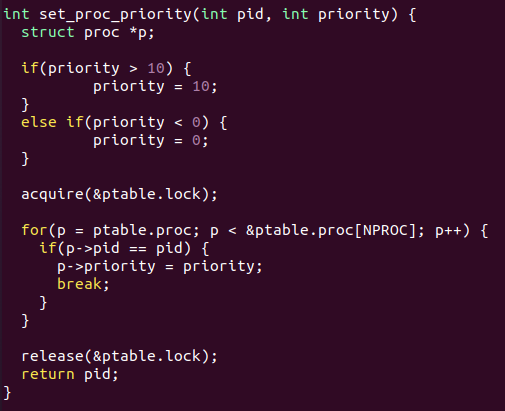 int set_proc_priority(int pid, int priority) {
  struct proc *p;

  if(priority > 10) {
          priority = 10;
  }
  else if(priority < 0) {
          priority = 0;
  }

  acquire(&ptable.lock);

  for(p = ptable.proc; p < &ptable.proc[NPROC]; p++) {
    if(p->pid == pid) {
      p->priority = priority;
      break;
    }
  }

  release(&ptable.lock);
  return pid;
}